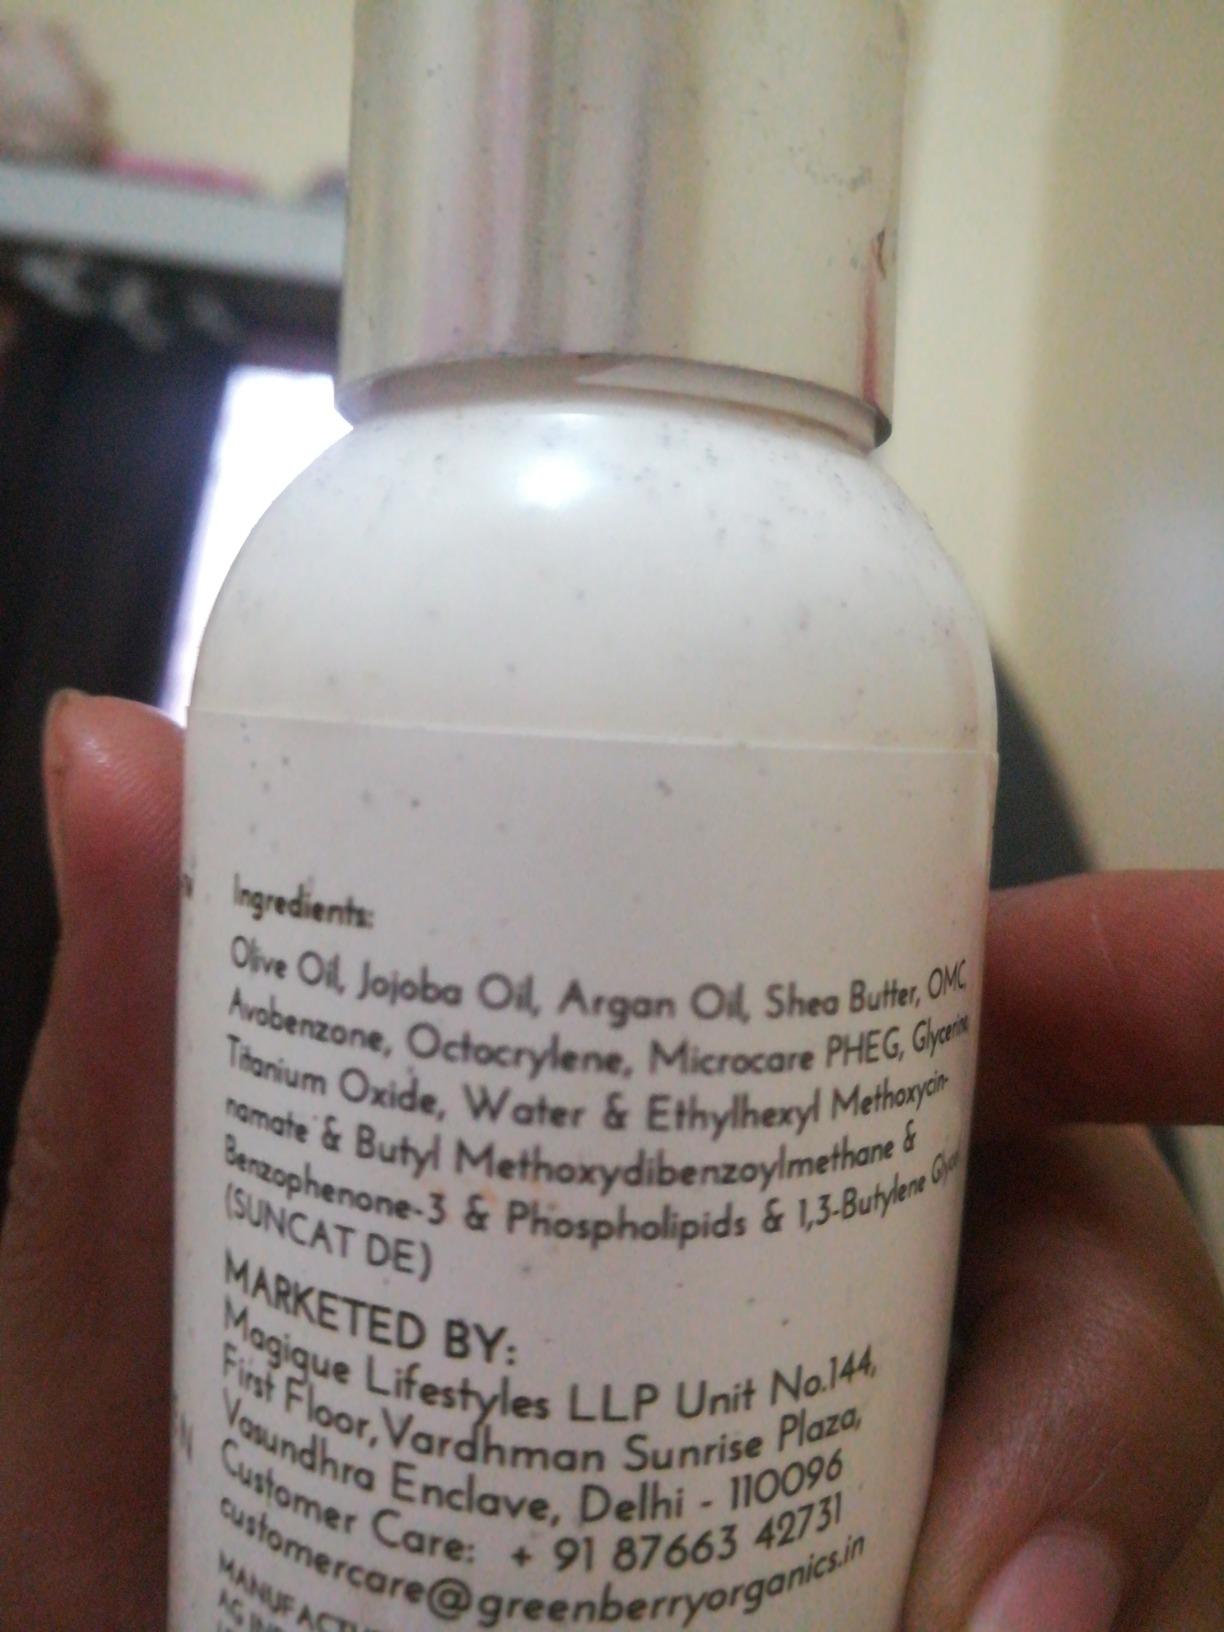 Ingredients:
Olive Oil, Jojoba Oil, Argan Oil, Shea Butter, OMC,
Avobenzone, Octocrylene, Microcare PHEG, Glycerine,
Titanium Oxide, Water & Ethylhexyl Methoxycin-
namate & Butyl Methoxydibenzoylmethane &
Benzophenone-3 & Phospholipids & 1,3-Butylene Glycol
(SUNCAT DE)
MARKETED BY:
Magique Lifestyles LLP Unit No.144,
First Floor, Vardhman Sunrise Plaza,
Vasundhra Enclave, Delhi - 110096
Customer Care: + 91 87663 42731
customercare@greenberryorganics.in